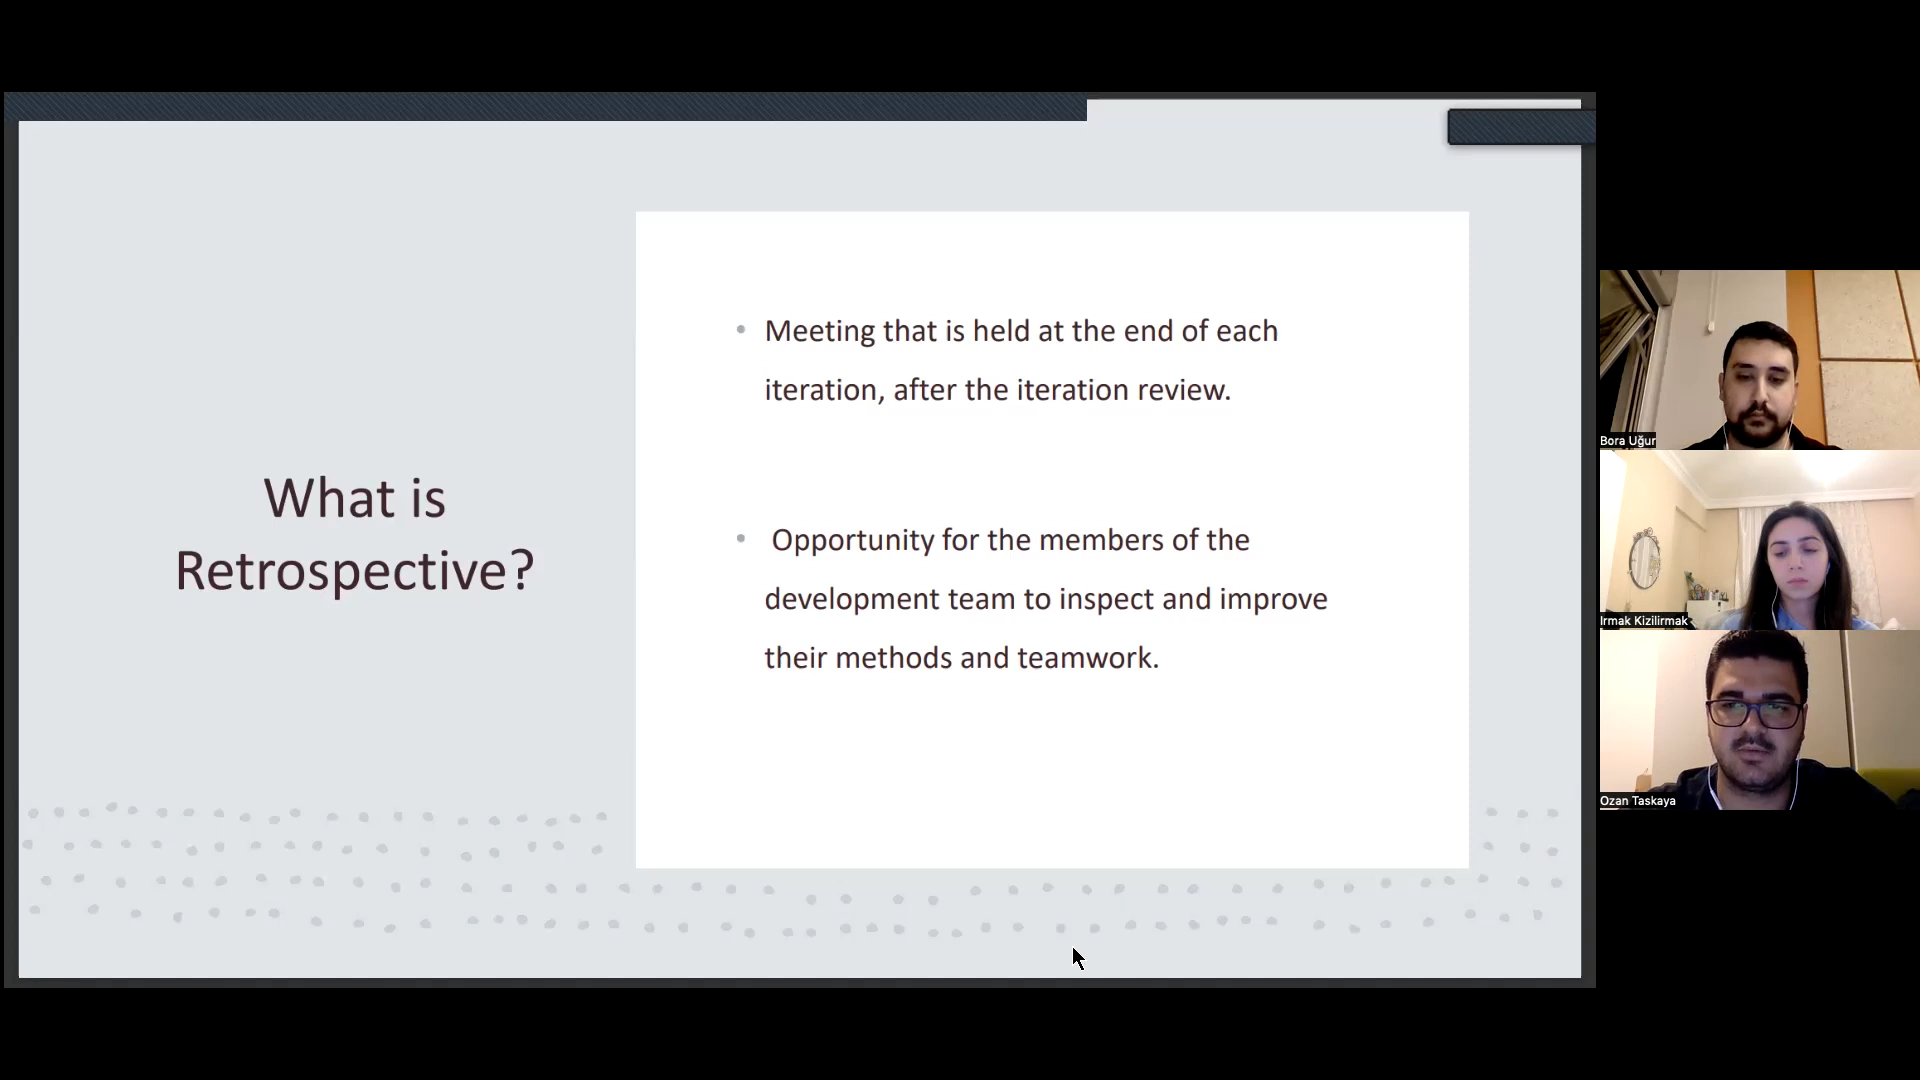 What is
Retrospective?
• Meeting that is held at the end of each
iteration, after the iteration review.
• Opportunity for the members of the
development team to inspect and improve
their methods and teamwork.
Bora Uğur
Irmak Kizilirmak
Ozan Taskaya